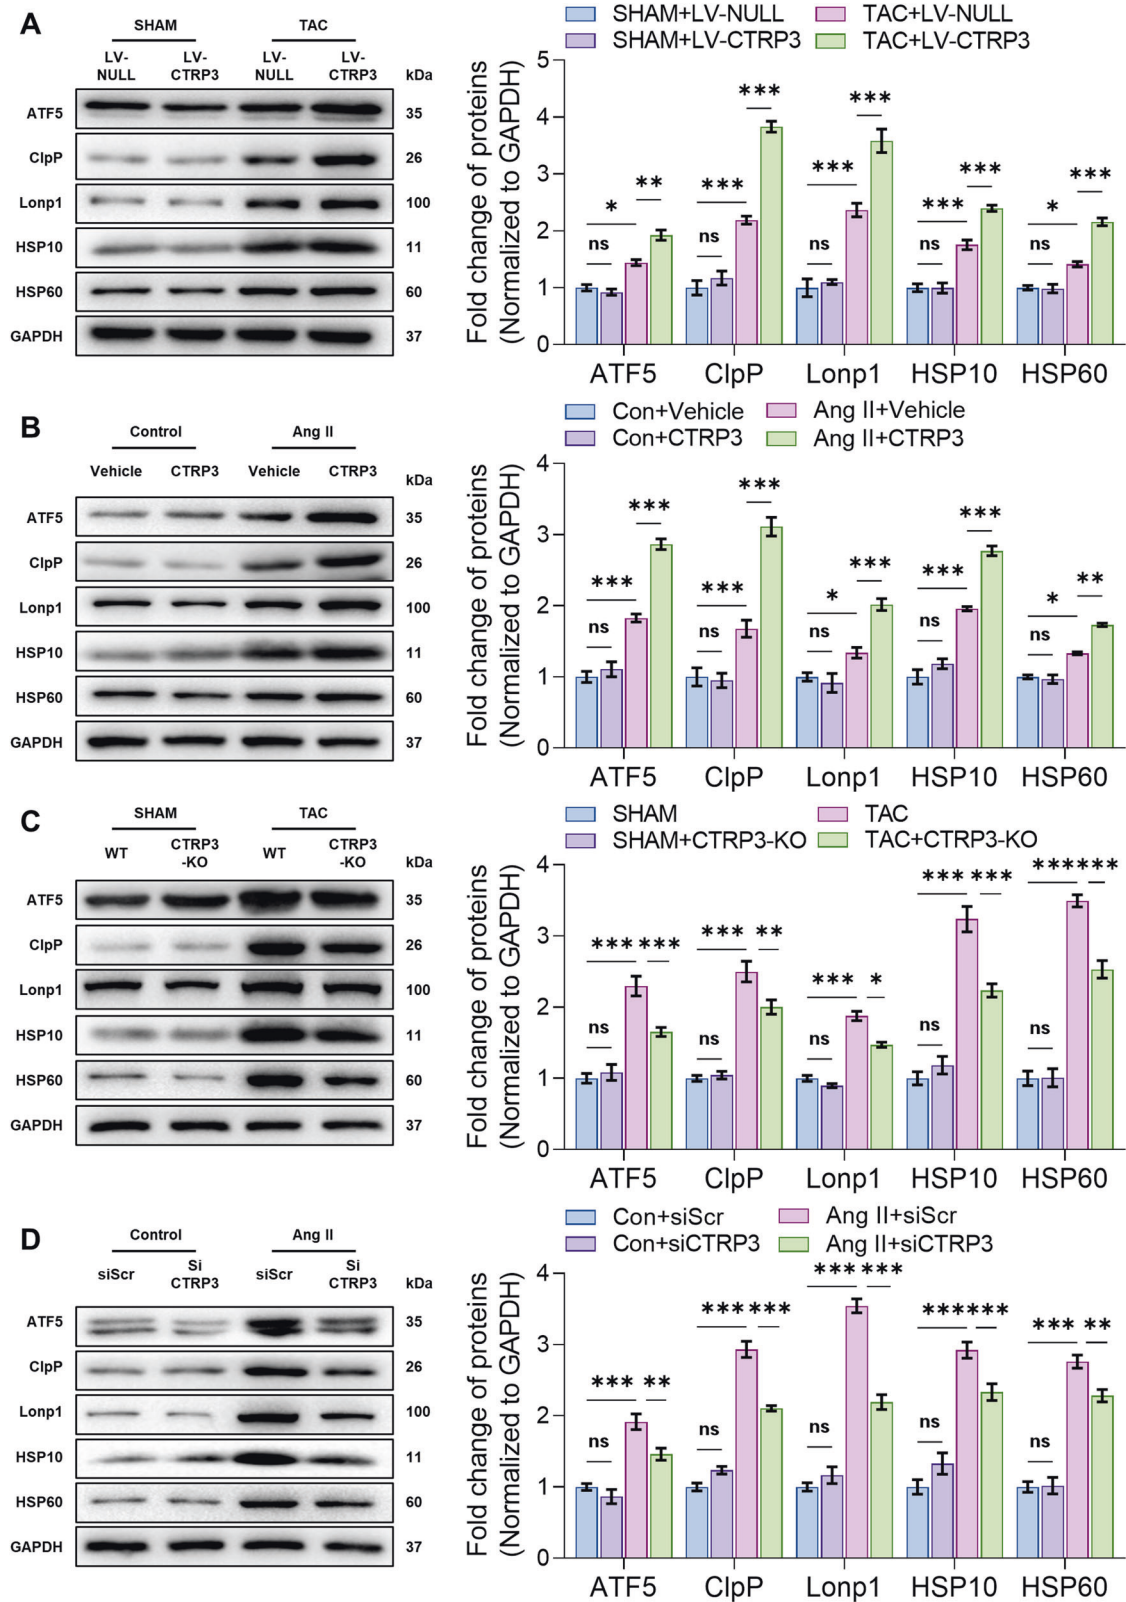 A
SHAM TAC
LV-NULL LV-CTRP3 LV-NULL LV-CTRP3 kDa
ATF5 35
ClpP 26
Lonp1 100
HSP10 11
HSP60 60
GAPDH 37
SHAM+LV-NULL TAC+LV-NULL
SHAM+LV-CTRP3 TAC+LV-CTRP3
Fold change of proteins
(Normalized to GAPDH)
5
4
3
2
1
0
ns * ** ns *** *** ns *** *** ns *** *** ns * ***
ATF5 ClpP Lonp1 HSP10 HSP60
B
Control Ang II
Vehicle CTRP3 Vehicle CTRP3 kDa
ATF5 35
ClpP 26
Lonp1 100
HSP10 11
HSP60 60
GAPDH 37
Con+Vehicle Ang II+Vehicle
Con+CTRP3 Ang II+CTRP3
Fold change of proteins
(Normalized to GAPDH)
4
3
2
1
0
ns *** *** ns *** *** ns * *** ns *** *** ns * **
ATF5 ClpP Lonp1 HSP10 HSP60
C
SHAM TAC
WT CTRP3-KO WT CTRP3-KO kDa
ATF5 35
ClpP 26
Lonp1 100
HSP10 11
HSP60 60
GAPDH 37
SHAM TAC
SHAM+CTRP3-KO TAC+CTRP3-KO
Fold change of proteins
(Normalized to GAPDH)
4
3
2
1
0
ns *** *** ns *** ** ns *** * ns *** *** ns *** ***
ATF5 ClpP Lonp1 HSP10 HSP60
D
Control Ang II
siScr Si CTRP3 siScr Si CTRP3 kDa
ATF5 35
ClpP 26
Lonp1 100
HSP10 11
HSP60 60
GAPDH 37
Con+siScr Ang II+siScr
Con+siCTRP3 Ang II+siCTRP3
Fold change of proteins
(Normalized to GAPDH)
4
3
2
1
0
ns *** ** ns *** *** ns *** *** ns *** *** ns *** **
ATF5 ClpP Lonp1 HSP10 HSP60